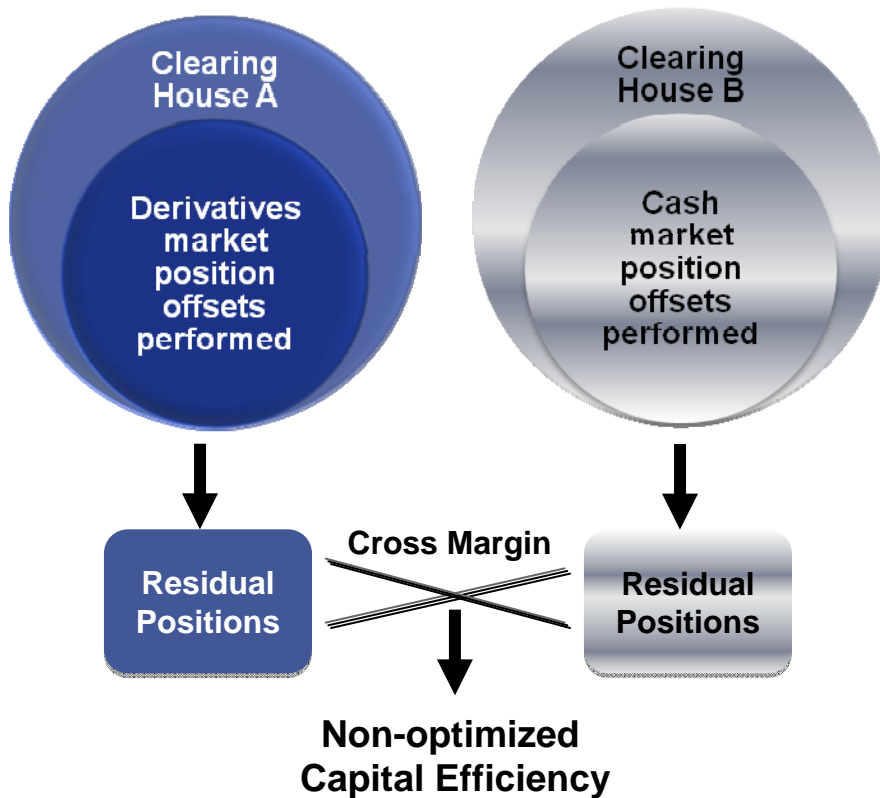 Clearing
House A
Derivatives
market
position
offsets
performed
Clearing
House B
Cash
market
position
offsets
performed
Cross Margin
Residual
Positions
Residual
Positions
Non-optimized
Capital Efficiency